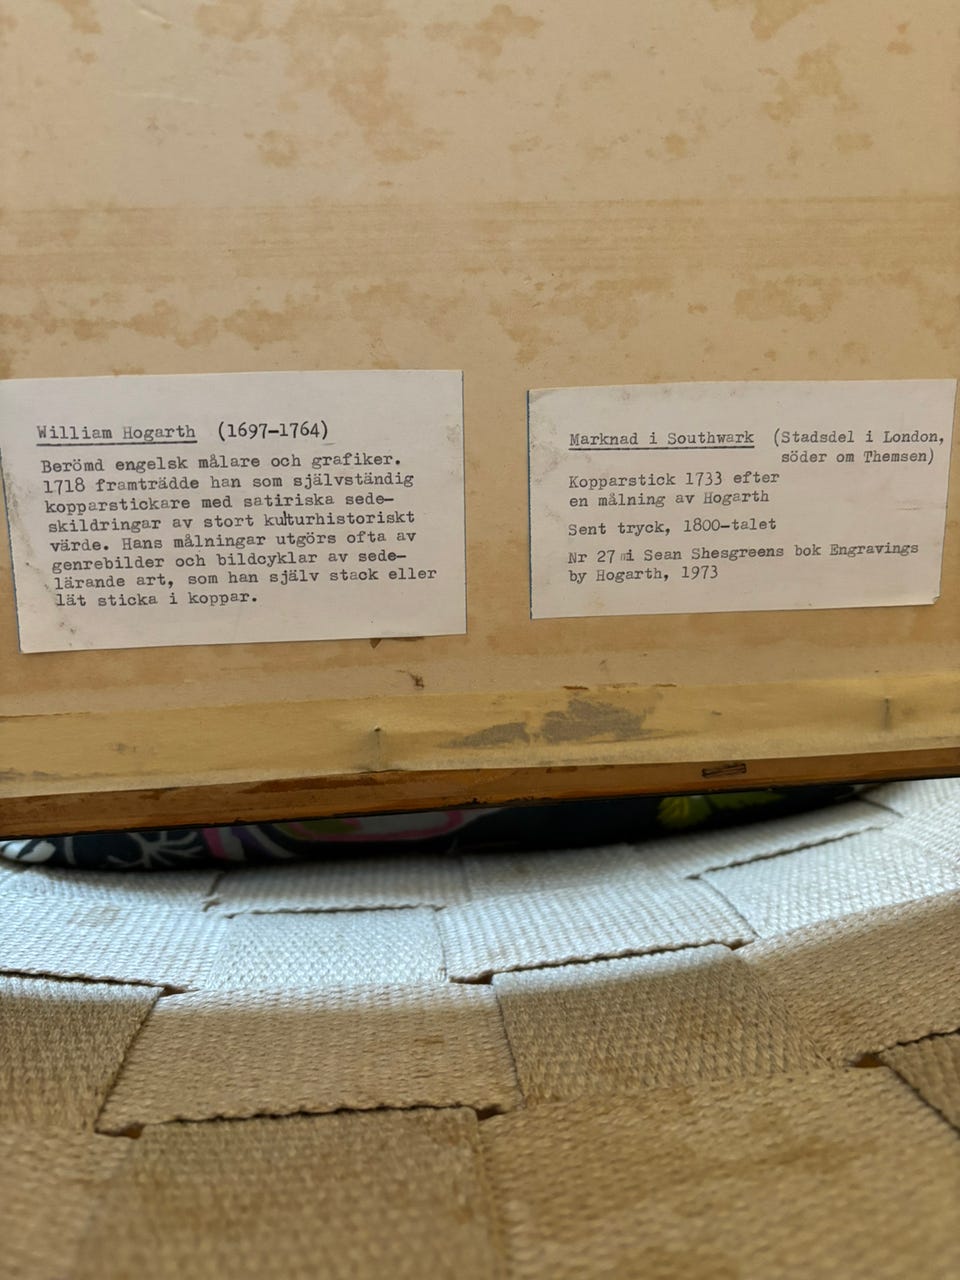 William Hogarth (1697-1764)
Berömd engelsk målare och grafiker.
1718 framträdde han som självständig
kopparstickare med satiriska sede-
skildringar av stort kulturhistoriskt
värde. Hans målningar utgörs ofta av
genrebilder och bildcyklar av sede-
lärande art, som han själv stack eller
lät sticka i koppar.
Marknad i Southwark (Stadsdel i London,
söder om Themsen)
Kopparstick 1733 efter
en målning av Hogarth
Sent tryck, 1800-talet
Nr 27 i Sean Shesgreens bok Engravings
by Hogarth, 1973